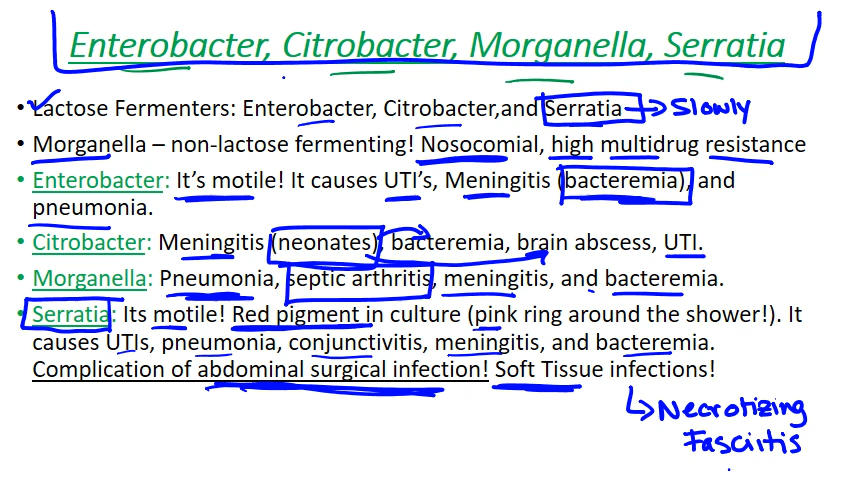 Enterobacter, Citrobacter, Morganella, Serratia
• Lactose Fermenters: Enterobacter, Citrobacter,and Serratia → Slowly
• Morganella – non-lactose fermenting! Nosocomial, high multidrug resistance
• Enterobacter: It's motile! It causes UTI's, Meningitis (bacteremia), and
pneumonia.
• Citrobacter: Meningitis (neonates), bacteremia, brain abscess, UTI.
• Morganella: Pneumonia, septic arthritis, meningitis, and bacteremia.
• Serratia: Its motile! Red pigment in culture (pink ring around the shower!). It
causes UTIs, pneumonia, conjunctivitis, meningitis, and bacteremia.
Complication of abdominal surgical infection! Soft Tissue infections!
↳ Necrotizing
Fasciitis